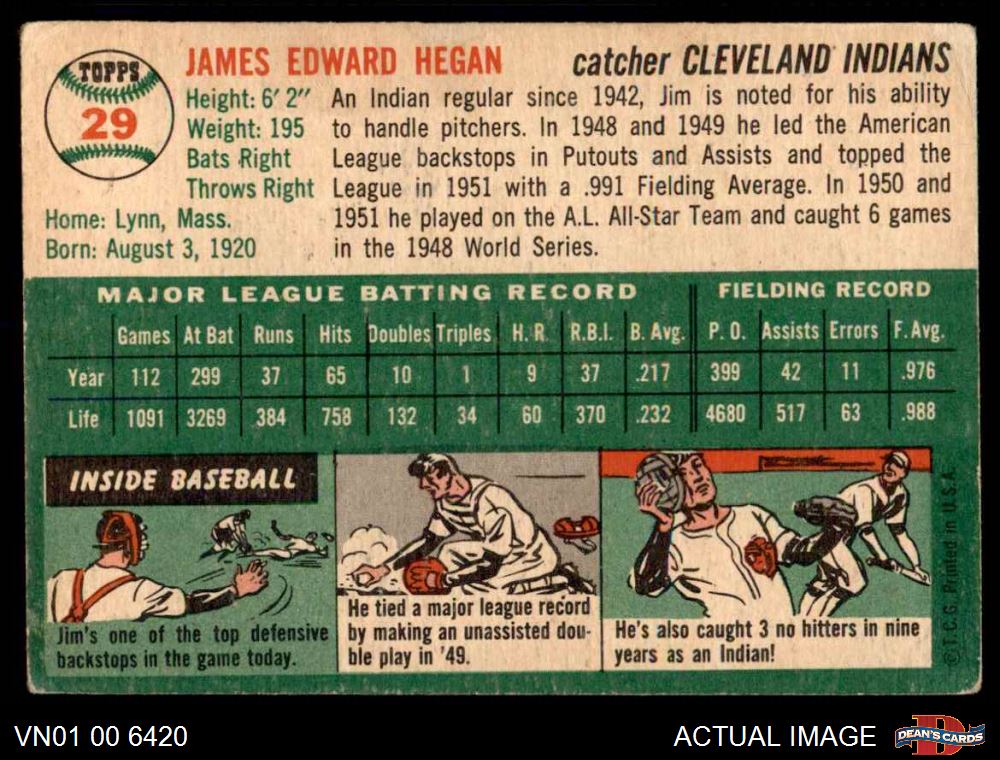 TOPPS
29
JAMES EDWARD HEGAN
catcher CLEVELAND INDIANS
Height: 6' 2"
Weight: 195
Bats Right
Throws Right
Home: Lynn, Mass.
Born: August 3, 1920
An Indian regular since 1942, Jim is noted for his ability
to handle pitchers. In 1948 and 1949 he led the American
League backstops in Putouts and Assists and topped the
League in 1951 with a .991 Fielding Average. In 1950 and
1951 he played on the A.L. All-Star Team and caught 6 games
in the 1948 World Series.
MAJOR LEAGUE BATTING RECORD FIELDING RECORD
Games At Bat Runs Hits Doubles Triples H. R. R.B.I. B. Avg. P. O. Assists Errors F. Avg.
Year 112 299 37 65 10 1 9 37 .217 399 42 11 .976
Life 1091 3269 384 758 132 34 60 370 .232 4680 517 63 .988
INSIDE BASEBALL
Jim's one of the top defensive
backstops in the game today.
He tied a major league record
by making an unassisted dou-
ble play in '49.
He's also caught 3 no hitters in nine
years as an Indian!
© T.C.G. Printed in U.S.A.
VN01 00 6420
ACTUAL IMAGE
DEAN'S CARDS